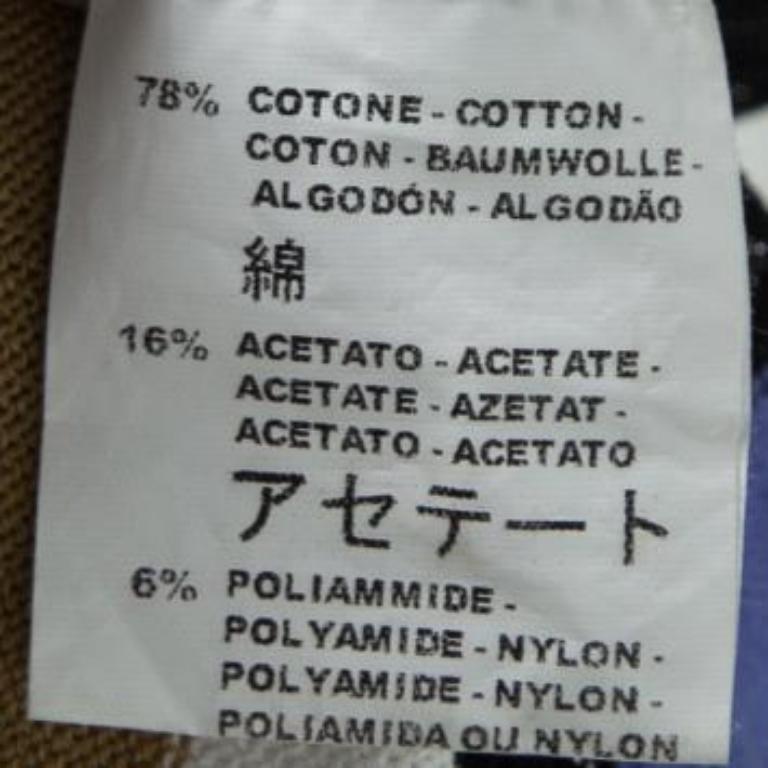 78% COTONE - COTTON -
COTON - BAUMWOLLE -
ALGODÓN - ALGODÃO
綿
16% ACETATO - ACETATE -
ACETATE - AZETAT -
ACETATO - ACETATO
アセテート
6% POLIAMMIDE -
POLYAMIDE - NYLON -
POLYAMIDE - NYLON -
POLIAMIDA OU NYLON